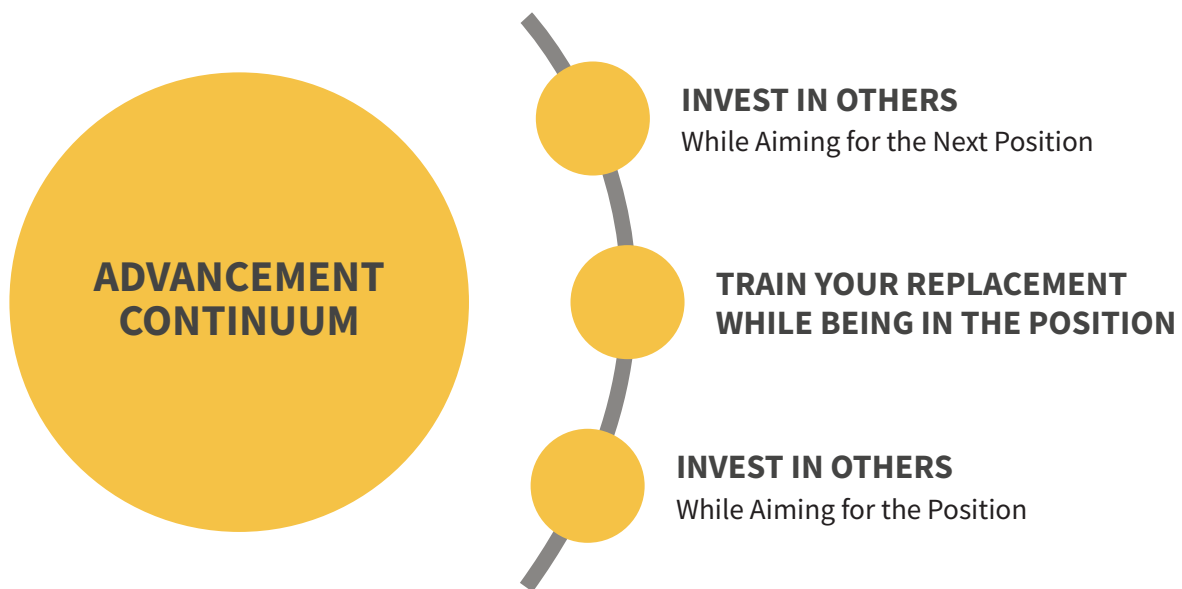 ADVANCEMENT
CONTINUUM
INVEST IN OTHERS
While Aiming for the Next Position
TRAIN YOUR REPLACEMENT
WHILE BEING IN THE POSITION
INVEST IN OTHERS
While Aiming for the Position